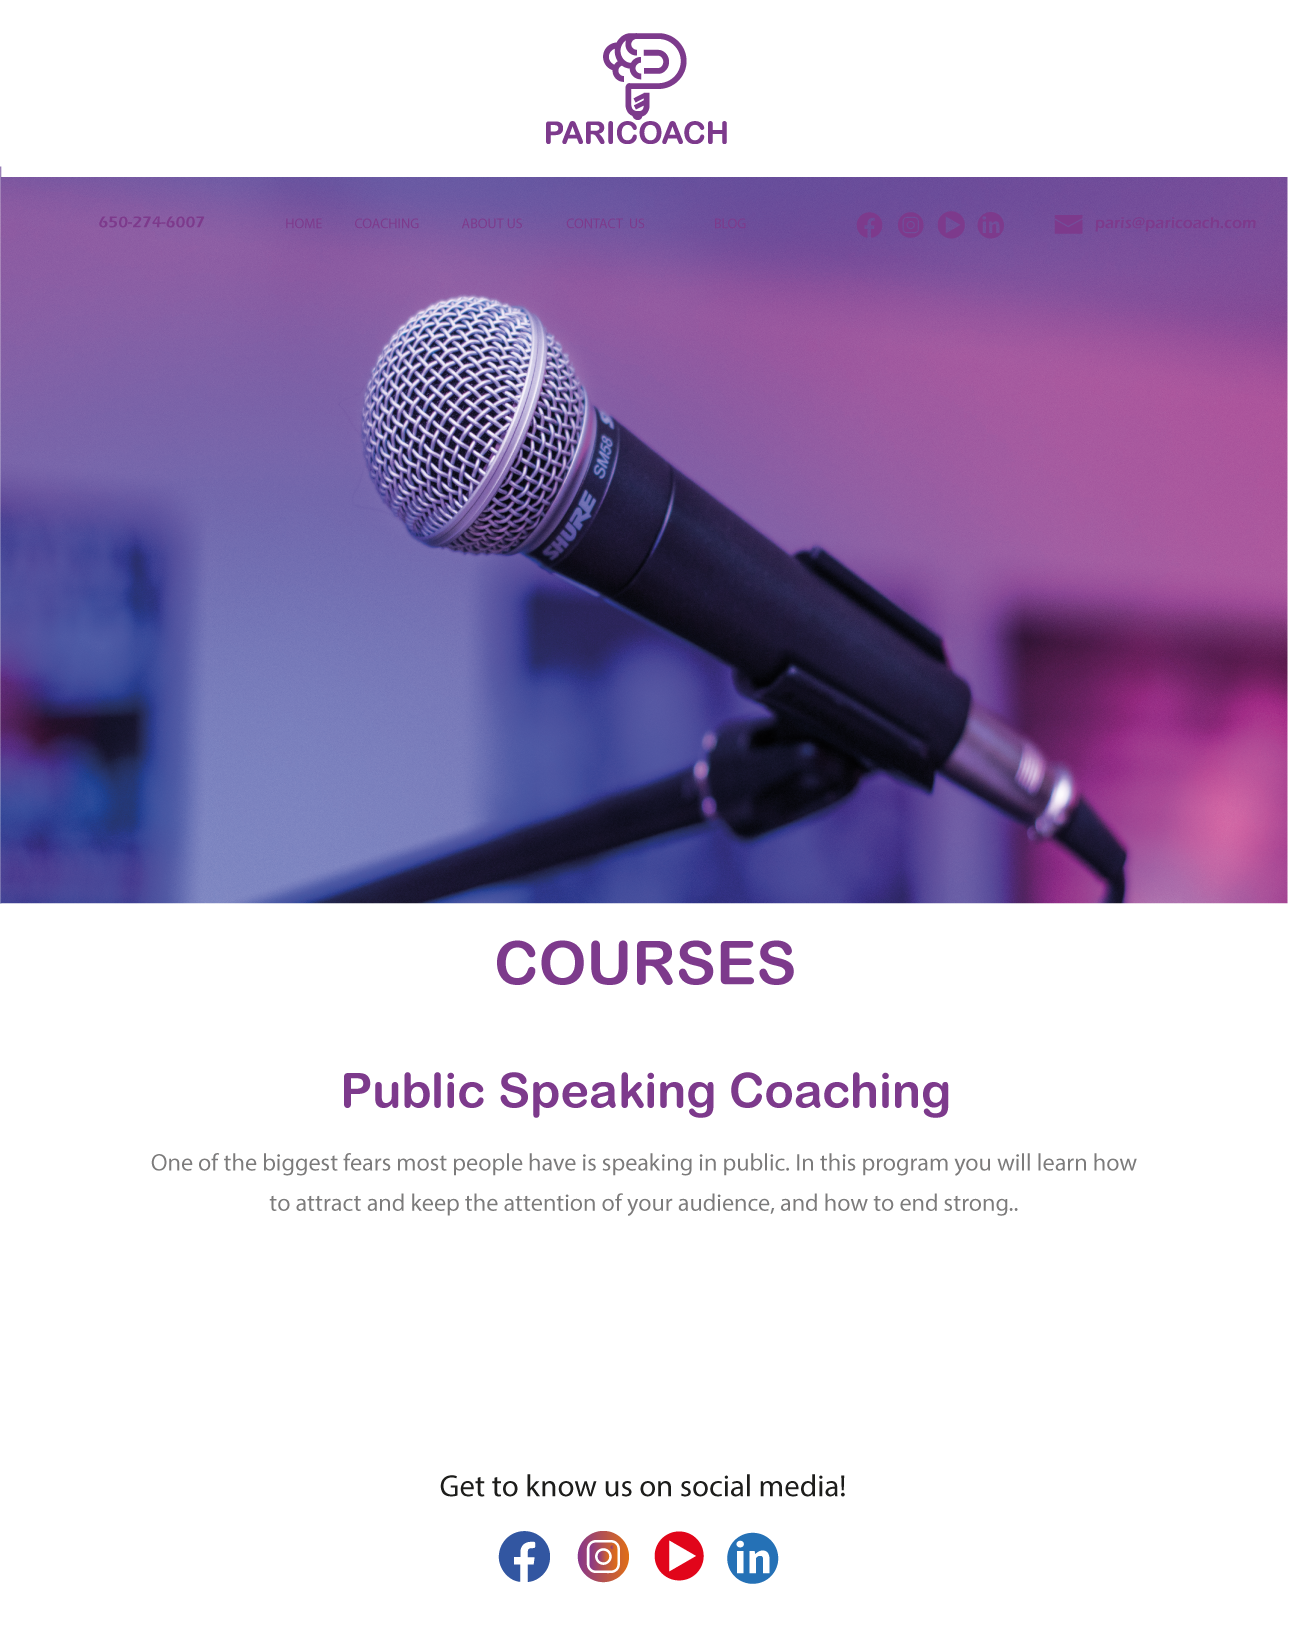 PARICOACH
650-274-6007 HOME COACHING ABOUT US CONTACT US BLOG paris@paricoach.com
SHURE SM58
COURSES
Public Speaking Coaching
One of the biggest fears most people have is speaking in public. In this program you will learn how
to attract and keep the attention of your audience, and how to end strong..
Get to know us on social media!
in